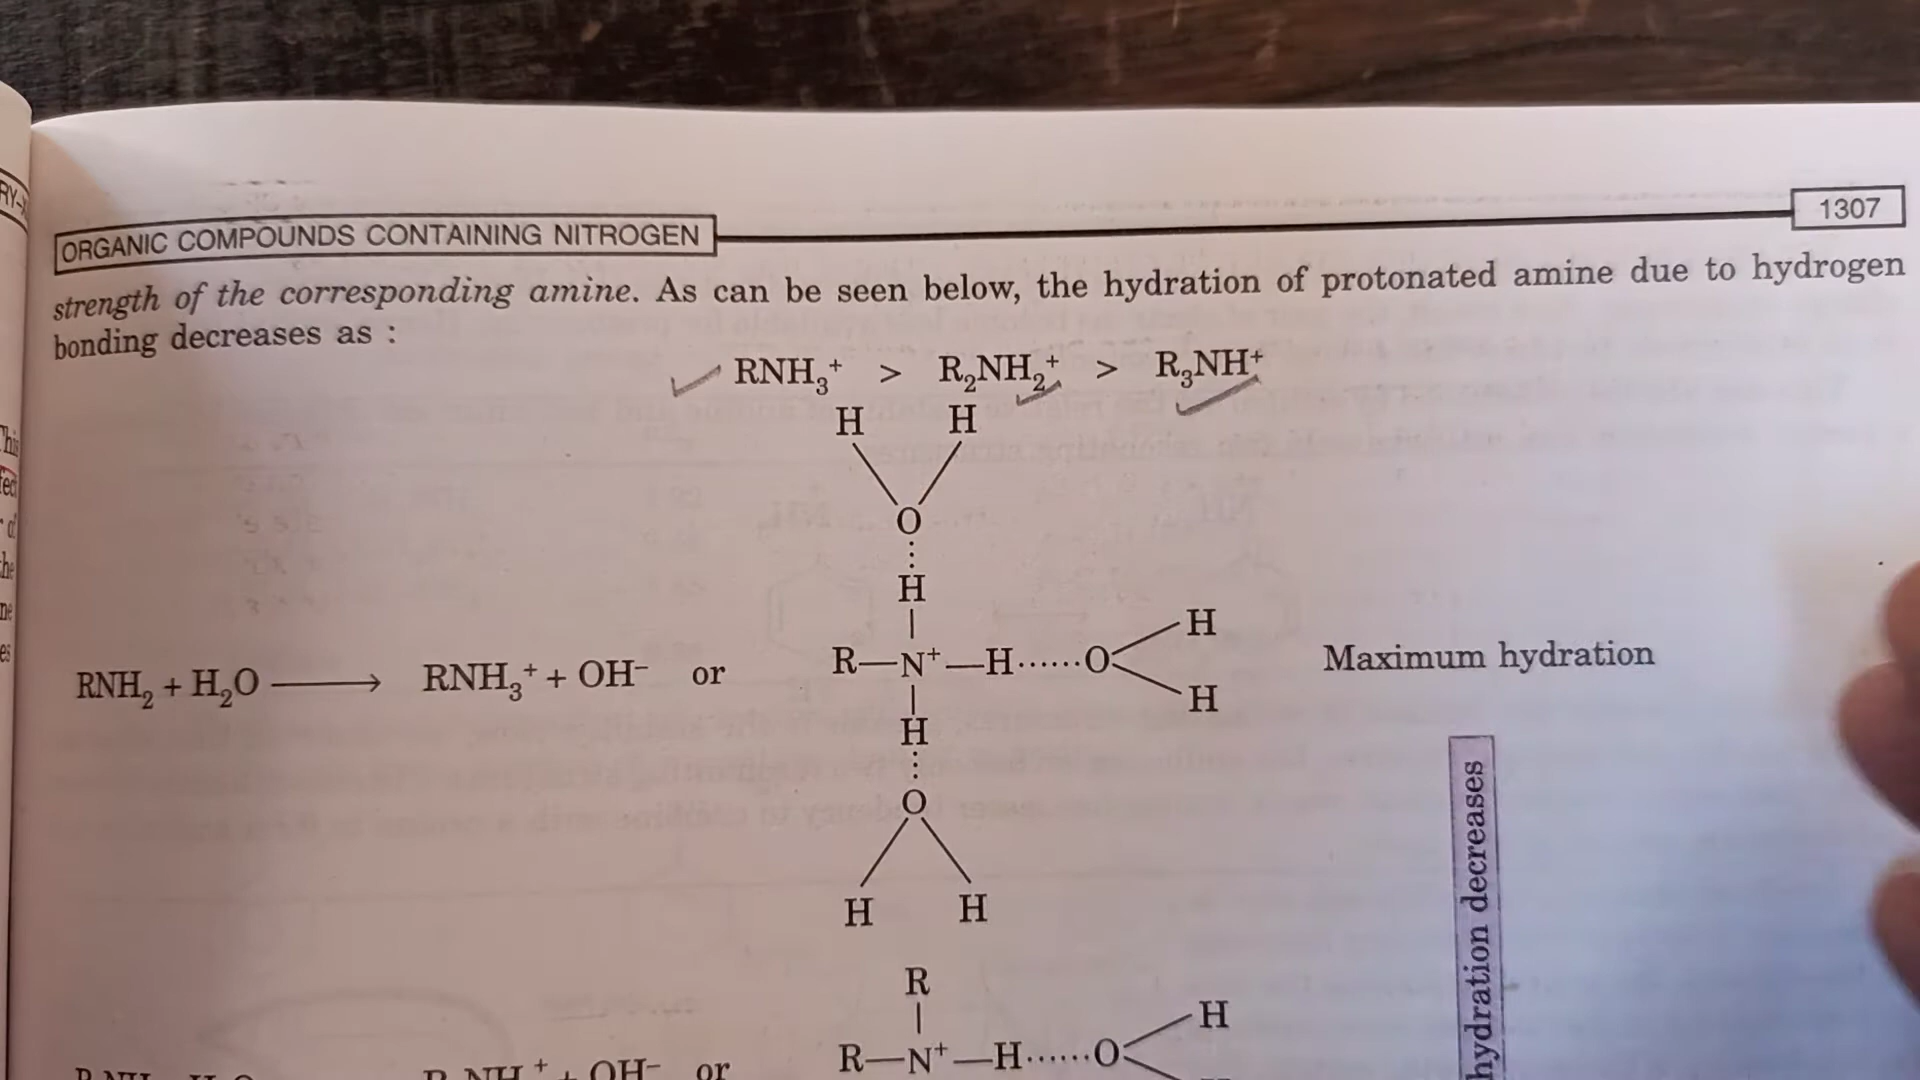 ORGANIC COMPOUNDS CONTAINING NITROGEN
1307
strength of the corresponding amine. As can be seen below, the hydration of protonated amine due to hydrogen
bonding decreases as :
RNH₃⁺ > R₂NH₂⁺ > R₃NH⁺
H H
O
H
H
RNH₂ + H₂O ⟶ RNH₃⁺ + OH⁻ or R—N⁺—H······O Maximum hydration
H
H
O
H H
hydration decreases
R
H
R—N⁺—H······O
OH⁻ or